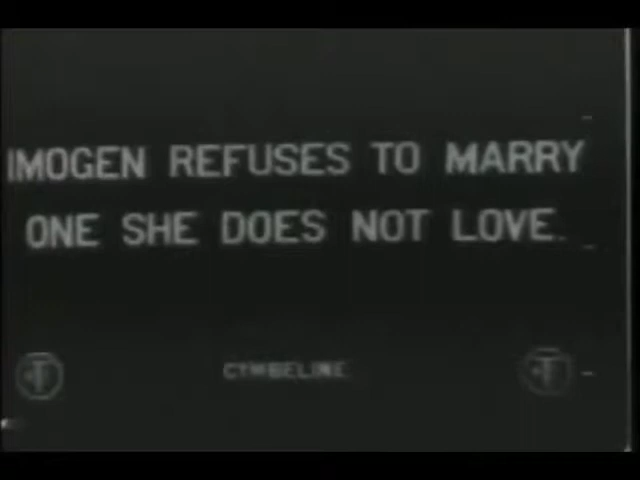 IMOGEN REFUSES TO MARRY
ONE SHE DOES NOT LOVE.
CYMBELINE